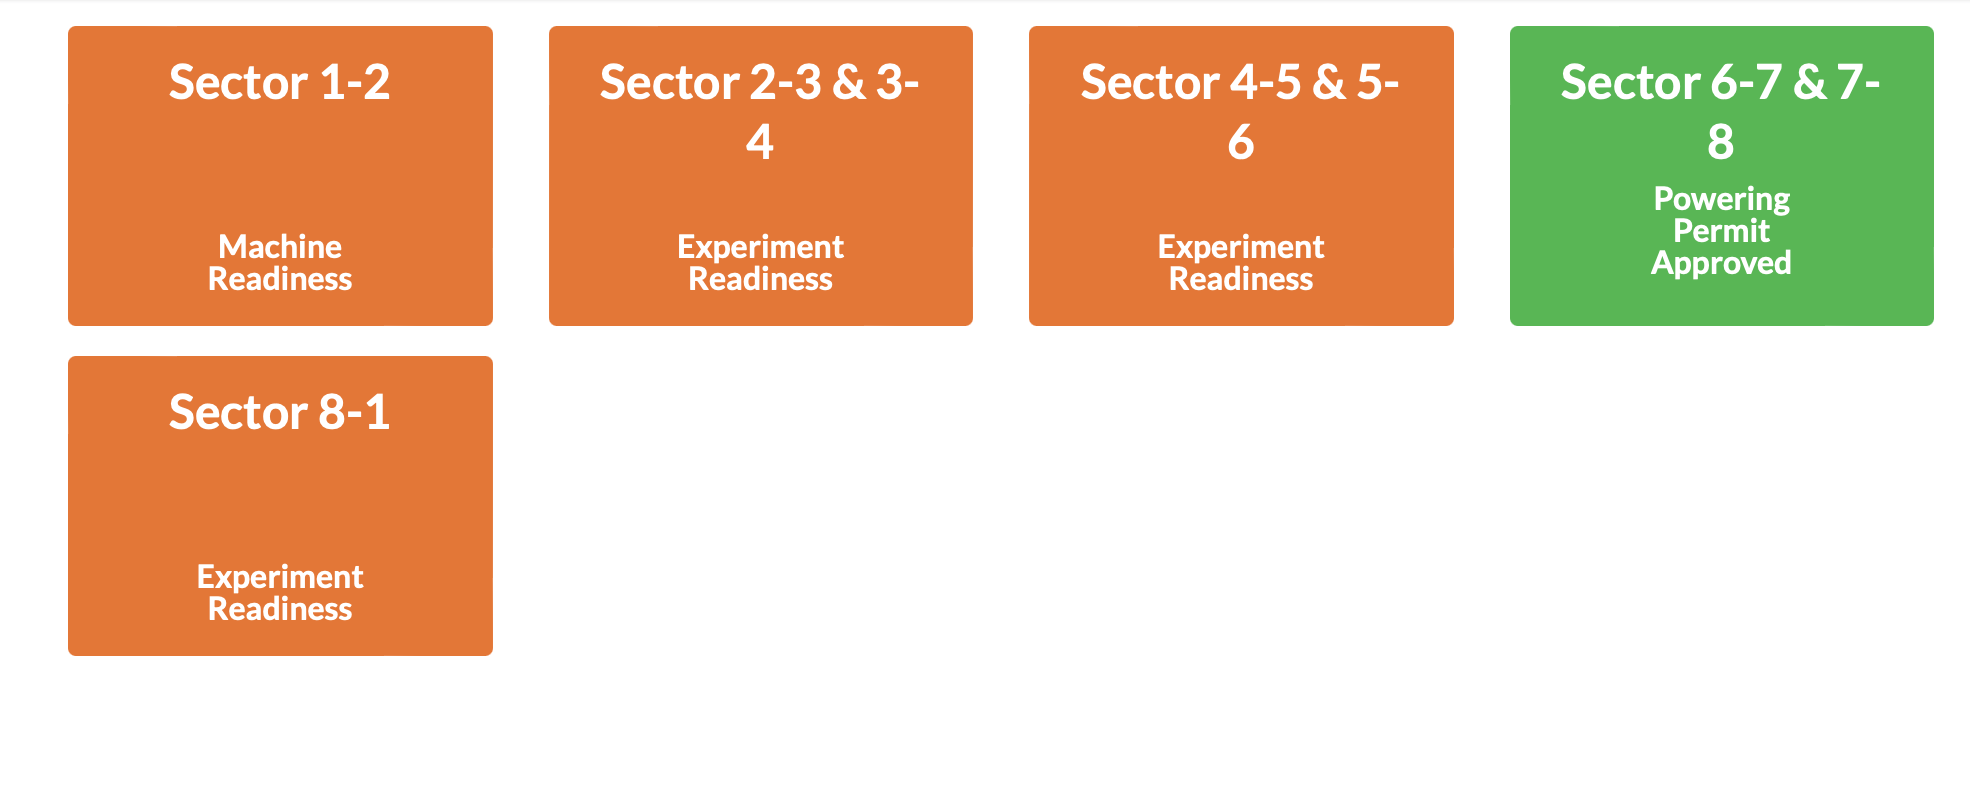 Sector 1-2
Machine
Readiness
Sector 2-3 & 3-
4
Experiment
Readiness
Sector 4-5 & 5-
6
Experiment
Readiness
Sector 6-7 & 7-
8
Powering
Permit
Approved
Sector 8-1
Experiment
Readiness